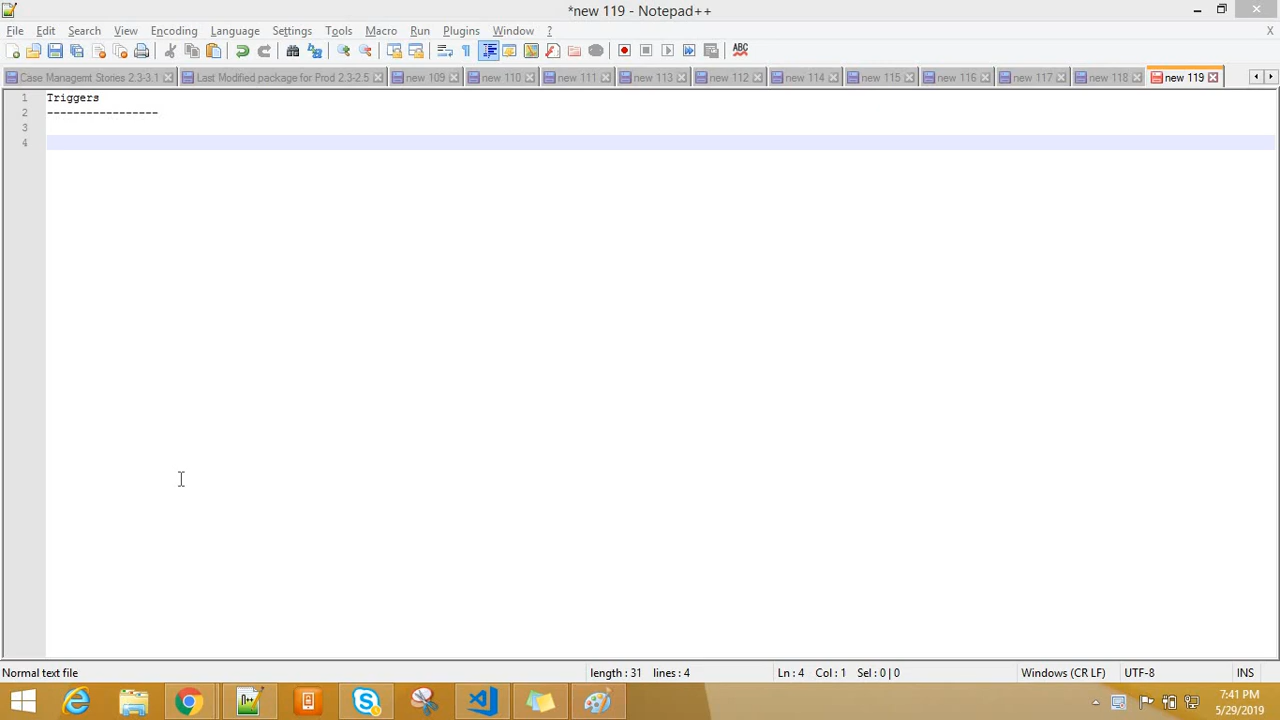 *new 119 - Notepad++
File Edit Search View Encoding Language Settings Tools Macro Run Plugins Window ? X
ABC
Case Managemt Stories 2.3-3.1 Last Modified package for Prod 2.3-2.5 new 109 new 110 new 111 new 113 new 112 new 114 new 115 new 116 new 117 new 118 new 119
1 Triggers
2 -----------------
3
4
Normal text file length : 31 lines : 4 Ln : 4 Col : 1 Sel : 0 | 0 Windows (CR LF) UTF-8 INS
7:41 PM
5/29/2019